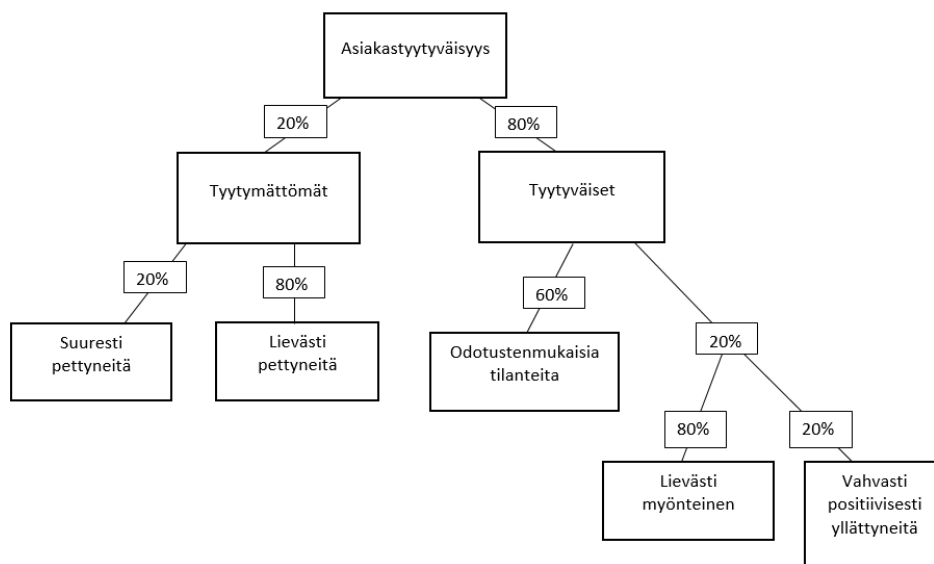 Asiakastyytyväisyys
20%
80%
Tyytymättömät
Tyytyväiset
20%
80%
60%
20%
Suuresti
pettyneitä
Lievästi
pettyneitä
Odotustenmukaisia
tilanteita
80%
20%
Lievästi
myönteinen
Vahvasti
positiivisesti
yllättyneitä